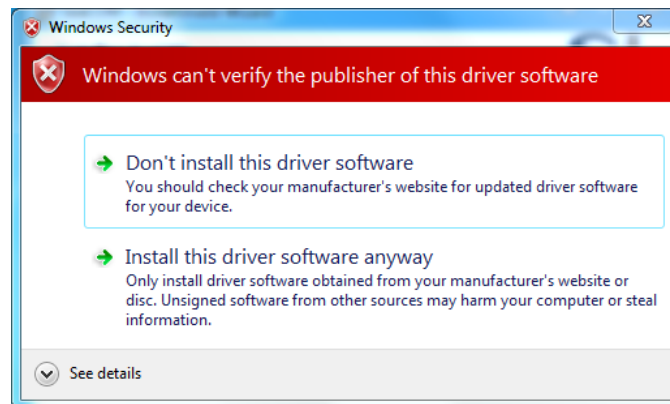 Windows Security
Windows can't verify the publisher of this driver software
Don't install this driver software
You should check your manufacturer's website for updated driver software
for your device.
Install this driver software anyway
Only install driver software obtained from your manufacturer's website or
disc. Unsigned software from other sources may harm your computer or steal
information.
See details